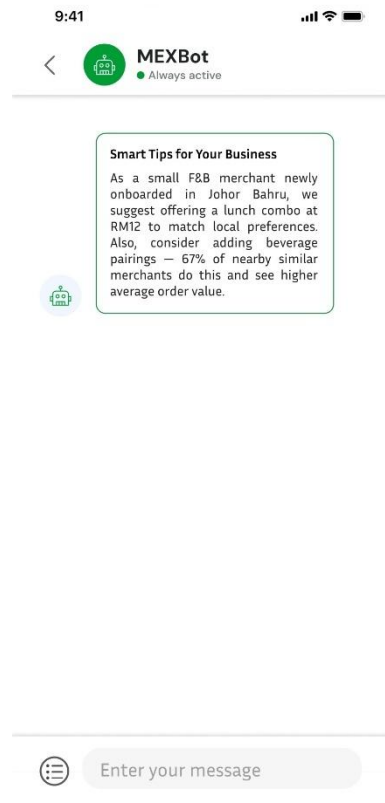 9:41
MEXBot
Always active
Smart Tips for Your Business
As a small F&B merchant newly
onboarded in Johor Bahru, we
suggest offering a lunch combo at
RM12 to match local preferences.
Also, consider adding beverage
pairings — 67% of nearby similar
merchants do this and see higher
average order value.
Enter your message